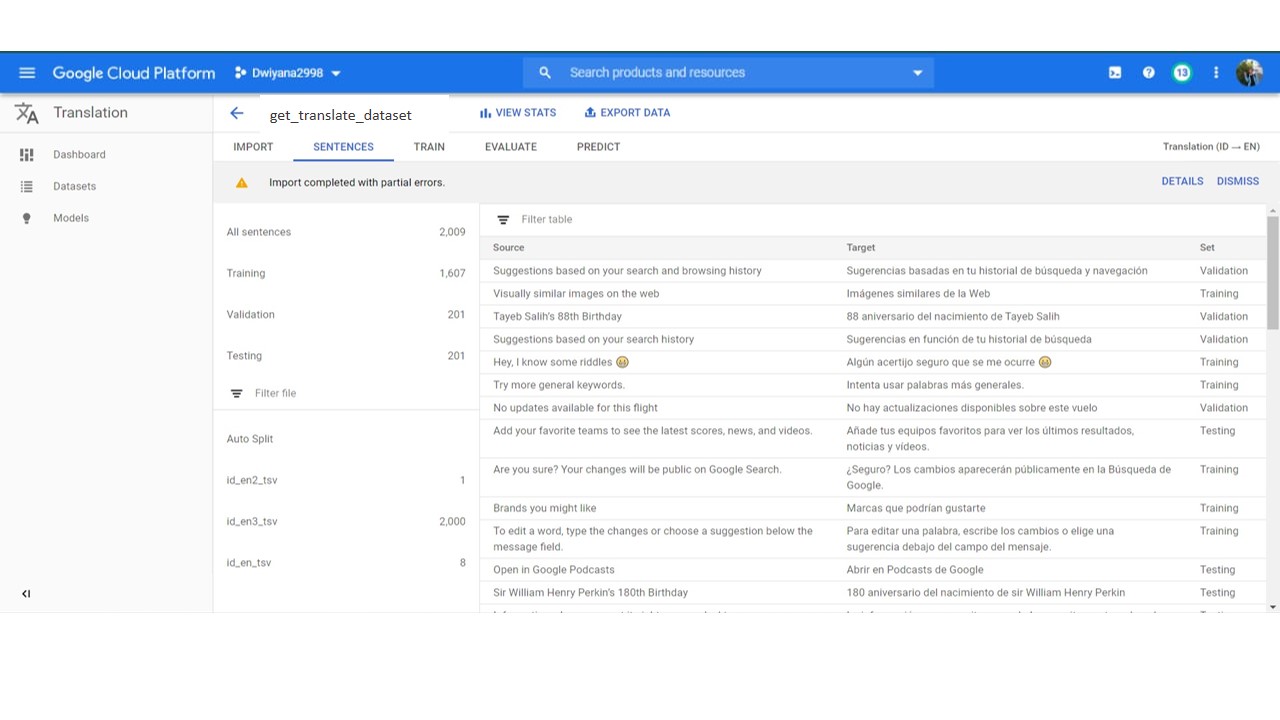 Google Cloud Platform
Dwiyana2998
Search products and resources
13
Translation
get_translate_dataset
VIEW STATS
EXPORT DATA
Dashboard
Datasets
Models
IMPORT
SENTENCES
TRAIN
EVALUATE
PREDICT
Translation (ID → EN)
Import completed with partial errors.
DETAILS
DISMISS
All sentences 2,009
Training 1,607
Validation 201
Testing 201
Filter file
Auto Split
id_en2_tsv 1
id_en3_tsv 2,000
id_en_tsv 8
Filter table
Source Target Set
Suggestions based on your search and browsing history Sugerencias basadas en tu historial de búsqueda y navegación Validation
Visually similar images on the web Imágenes similares de la Web Training
Tayeb Salih's 88th Birthday 88 aniversario del nacimiento de Tayeb Salih Validation
Suggestions based on your search history Sugerencias en función de tu historial de búsqueda Validation
Hey, I know some riddles 😄 Algún acertijo seguro que se me ocurre 😄 Training
Try more general keywords. Intenta usar palabras más generales. Training
No updates available for this flight No hay actualizaciones disponibles sobre este vuelo Validation
Add your favorite teams to see the latest scores, news, and videos. Añade tus equipos favoritos para ver los últimos resultados, Testing
noticias y vídeos.
Are you sure? Your changes will be public on Google Search. ¿Seguro? Los cambios aparecerán públicamente en la Búsqueda de Training
Google.
Brands you might like Marcas que podrían gustarte Training
To edit a word, type the changes or choose a suggestion below the Para editar una palabra, escribe los cambios o elige una Training
message field. sugerencia debajo del campo del mensaje.
Open in Google Podcasts Abrir en Podcasts de Google Testing
Sir William Henry Perkin's 180th Birthday 180 aniversario del nacimiento de sir William Henry Perkin Testing